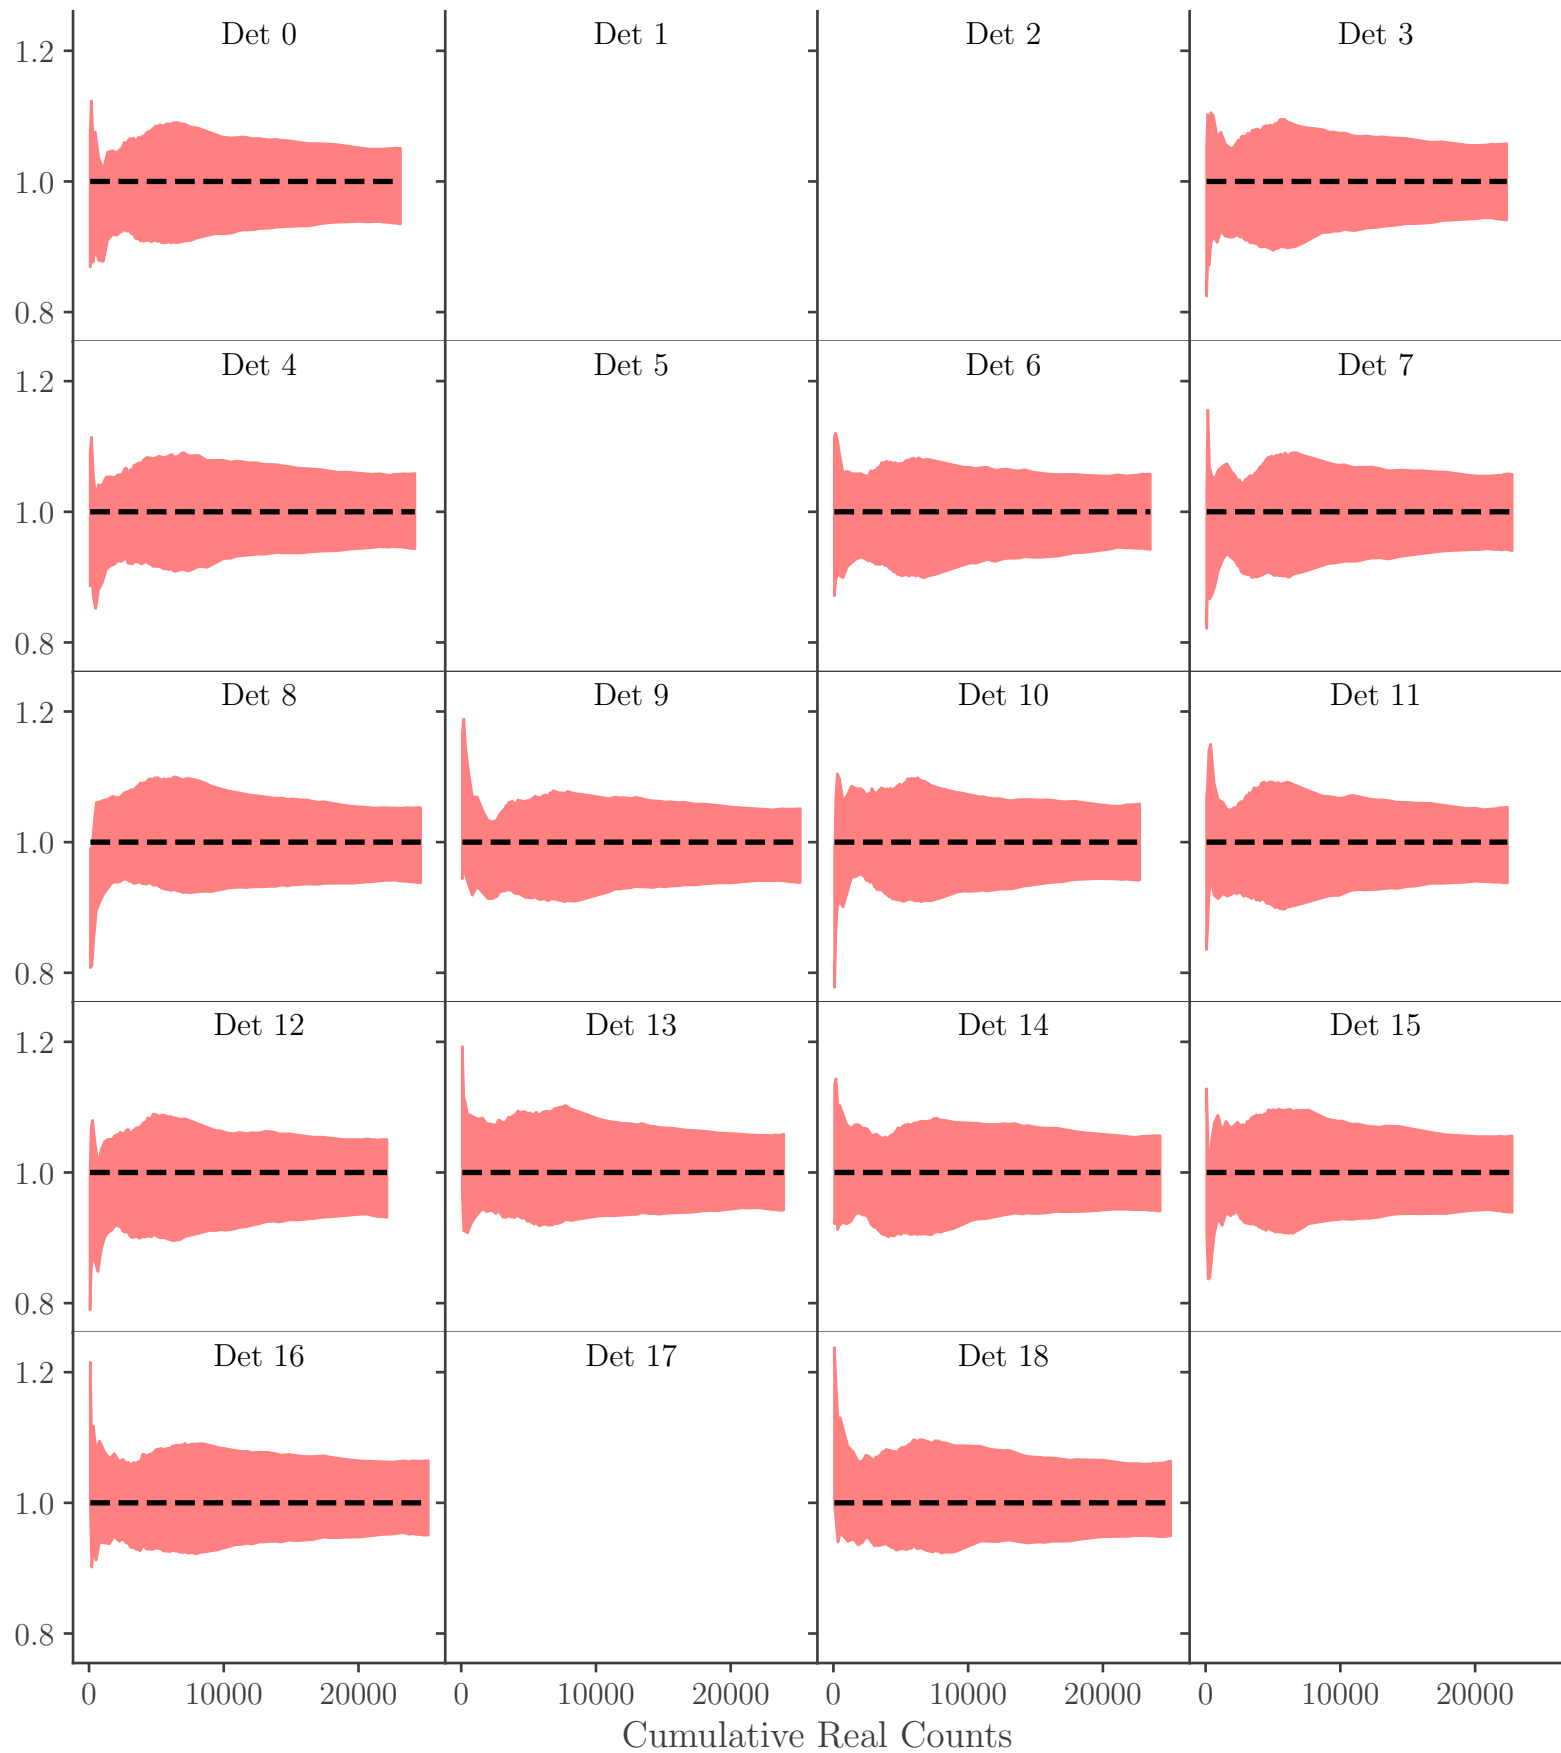 Det 0 Det 1 Det 2 Det 3
1.2
1.0
0.8
Det 4 Det 5 Det 6 Det 7
1.2
1.0
0.8
Det 8 Det 9 Det 10 Det 11
1.2
1.0
0.8
Det 12 Det 13 Det 14 Det 15
1.2
1.0
0.8
Det 16 Det 17 Det 18
1.2
1.0
0.8
0 10000 20000 0 10000 20000 0 10000 20000 0 10000 20000
Cumulative Real Counts